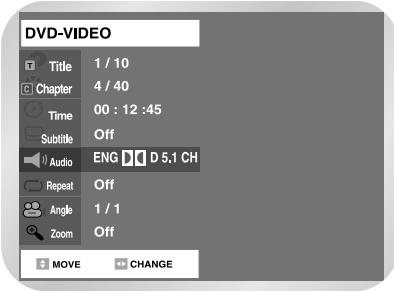 DVD-VIDEO
T Title 1 / 10
C Chapter 4 / 40
Time 00 : 12 :45
Subtitle Off
Audio ENG D 5.1 CH
Repeat Off
Angle 1 / 1
Zoom Off
MOVE CHANGE